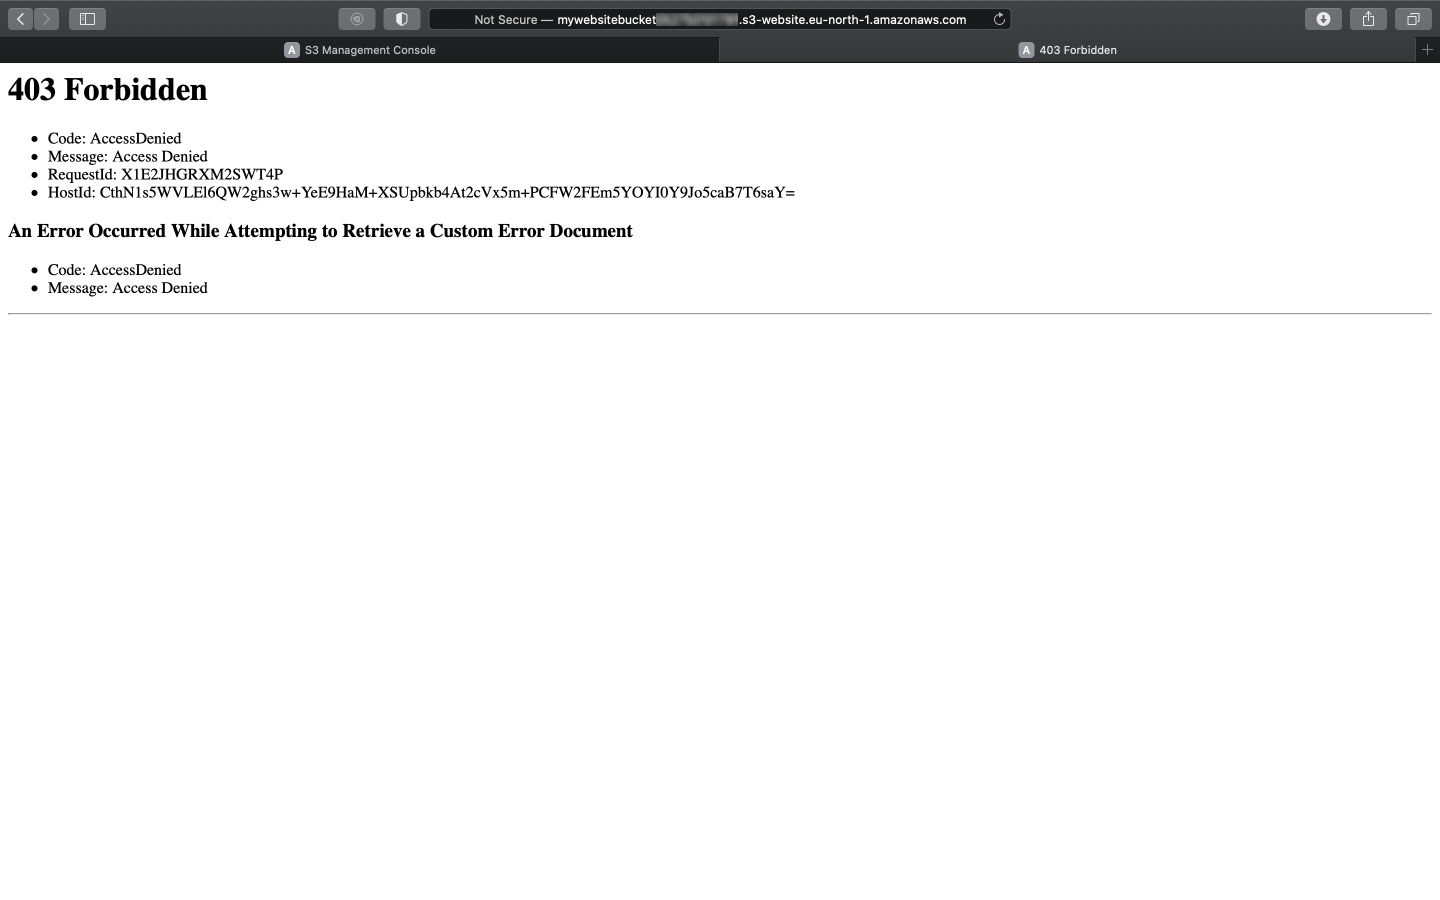 Not Secure — mywebsitebucket .s3-website.eu-north-1.amazonaws.com
A S3 Management Console
A 403 Forbidden
403 Forbidden
• Code: AccessDenied
• Message: Access Denied
• RequestId: X1E2JHGRXM2SWT4P
• HostId: CthN1s5WVLEl6QW2ghs3w+YeE9HaM+XSUpbkb4At2cVx5m+PCFW2FEm5YOYI0Y9Jo5caB7T6saY=
An Error Occurred While Attempting to Retrieve a Custom Error Document
• Code: AccessDenied
• Message: Access Denied